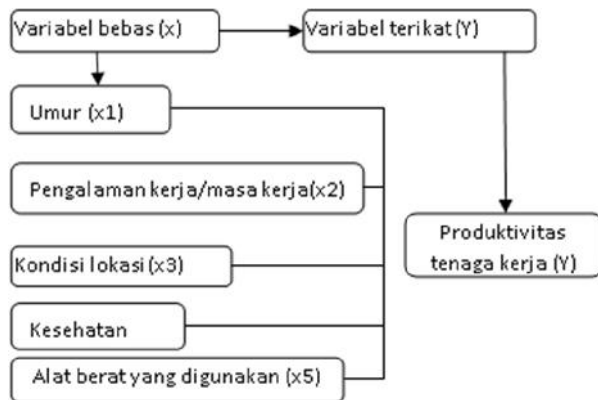 Variabel bebas (x)
Variabel terikat (Y)
Umur (x1)
Pengalaman kerja/masa kerja(x2)
Kondisi lokasi (x3)
Kesehatan
Alat berat yang digunakan (x5)
Produktivitas
tenaga kerja (Y)